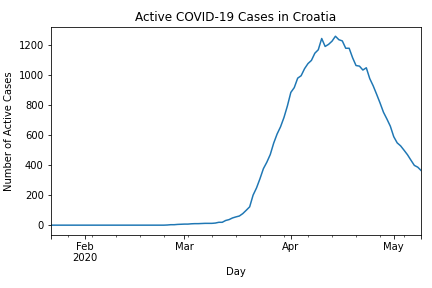 Active COVID-19 Cases in Croatia
Number of Active Cases
1200
1000
800
600
400
200
0
Feb
2020
Mar
Apr
May
Day